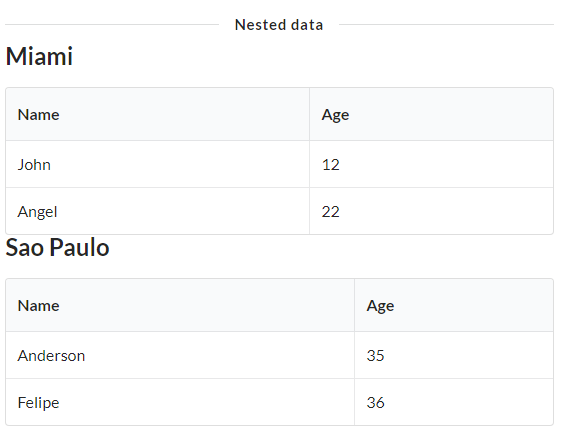 Nested data
Miami
Name Age
John 12
Angel 22
Sao Paulo
Name Age
Anderson 35
Felipe 36